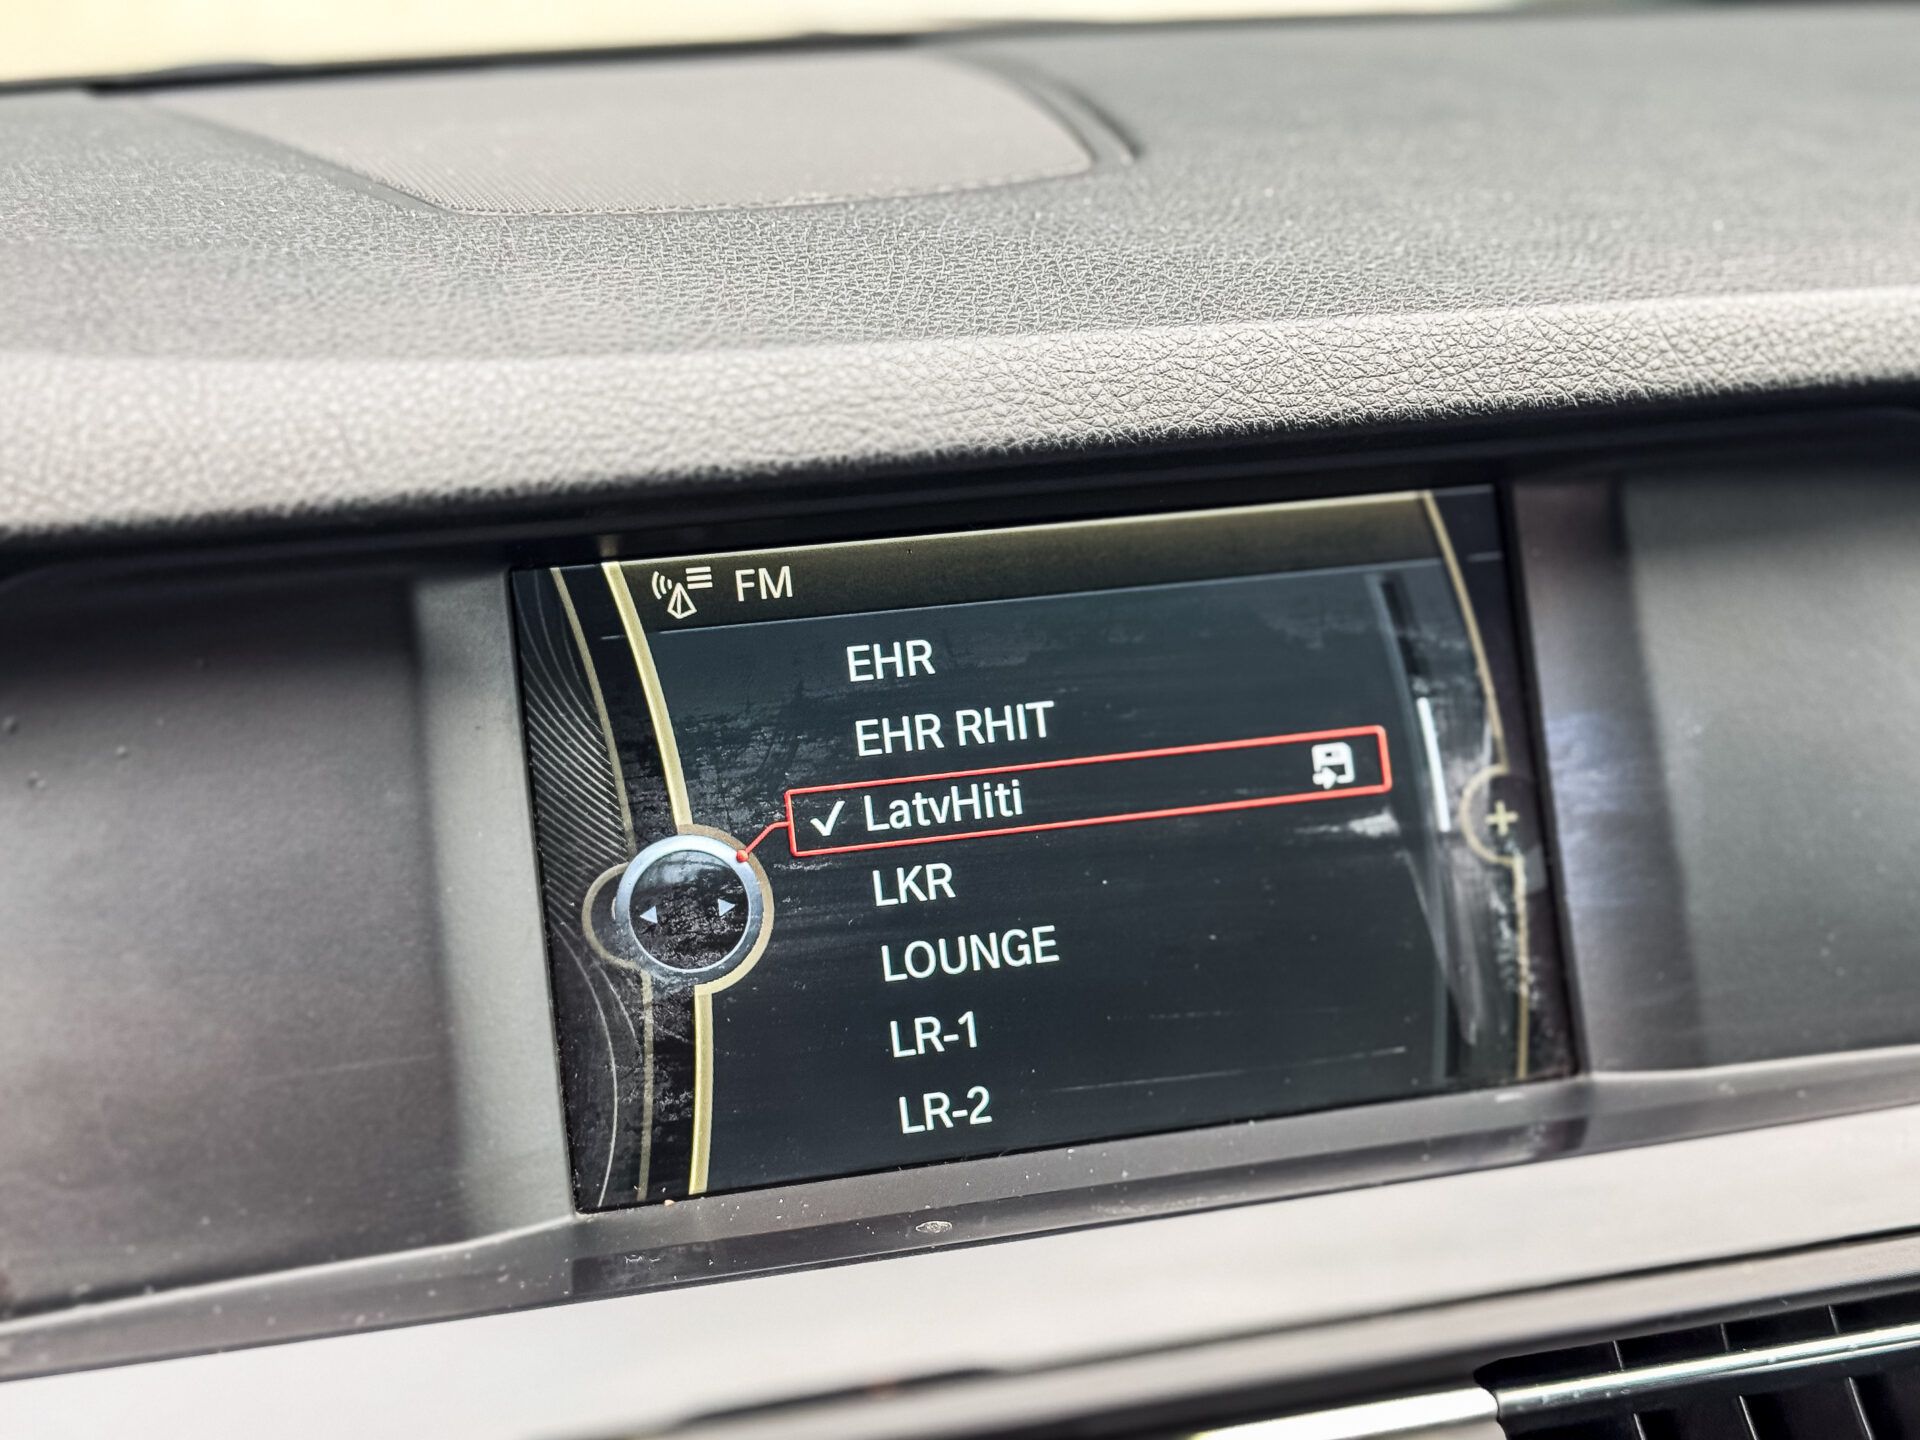 FM
EHR
EHR RHIT
✓ LatvHiti
LKR
LOUNGE
LR-1
LR-2